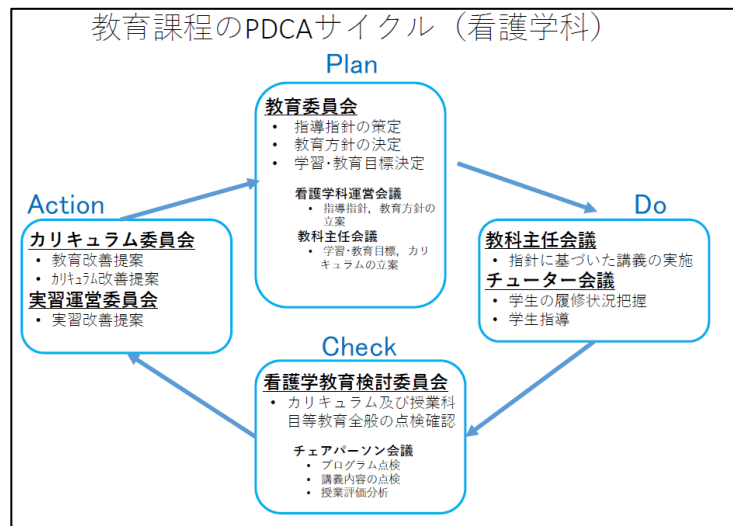 教育課程のPDCAサイクル（看護学科）
Plan
教育委員会
• 指導指針の策定
• 教育方針の決定
• 学習･教育目標決定
看護学科運営会議
• 指導指針，教育方針の
立案
教科主任会議
• 学習･教育目標，カリ
キュラムの立案
Do
教科主任会議
• 指針に基づいた講義の実施
チューター会議
• 学生の履修状況把握
• 学生指導
Check
看護学教育検討委員会
• カリキュラム及び授業科
目等教育全般の点検確認
チェアパーソン会議
• プログラム点検
• 講義内容の点検
• 授業評価分析
Action
カリキュラム委員会
• 教育改善提案
• ｶﾘｷｭﾗﾑ改善提案
実習運営委員会
• 実習改善提案